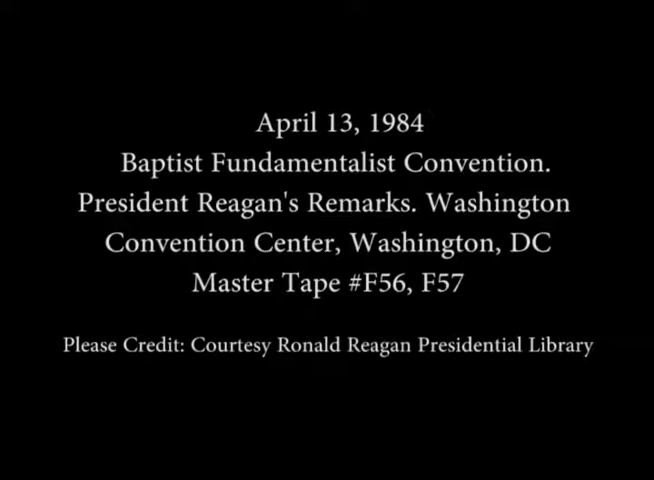 April 13, 1984
Baptist Fundamentalist Convention.
President Reagan's Remarks. Washington
Convention Center, Washington, DC
Master Tape #F56, F57
Please Credit: Courtesy Ronald Reagan Presidential Library